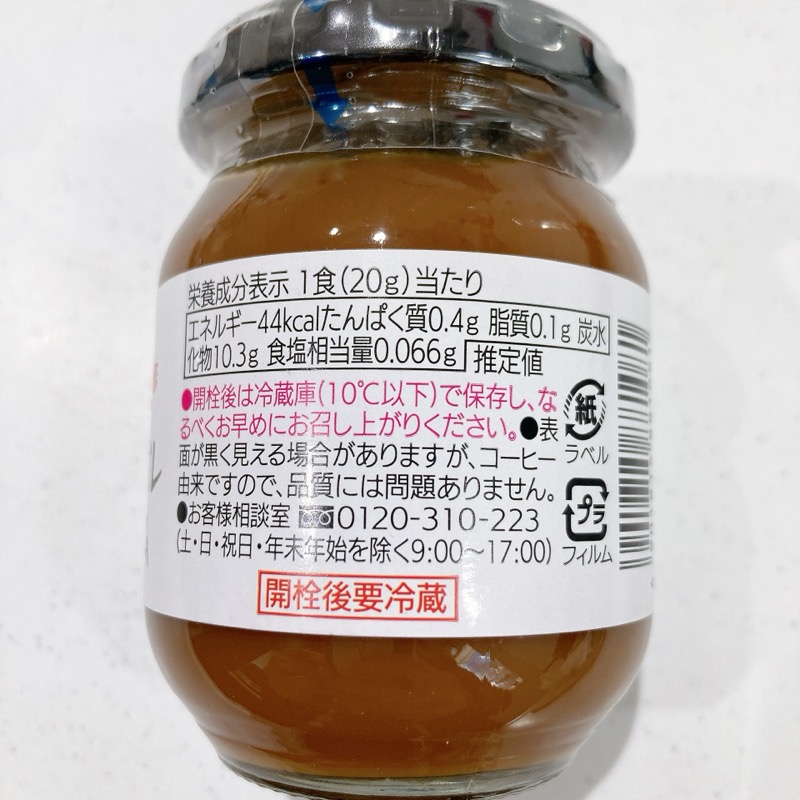 栄養成分表示 1食(20g)当たり
エネルギー44kcalたんぱく質0.4g 脂質0.1g 炭水
化物10.3g 食塩相当量0.066g 推定値
●開栓後は冷蔵庫(10℃以下)で保存し、な
るべくお早めにお召し上がりください。●表
面が黒く見える場合がありますが、コーヒー
由来ですので、品質には問題ありません。
●お客様相談室 0120-310-223
(土・日・祝日・年末年始を除く9:00〜17:00)
紙
ラベル
プラ
フィルム
開栓後要冷蔵